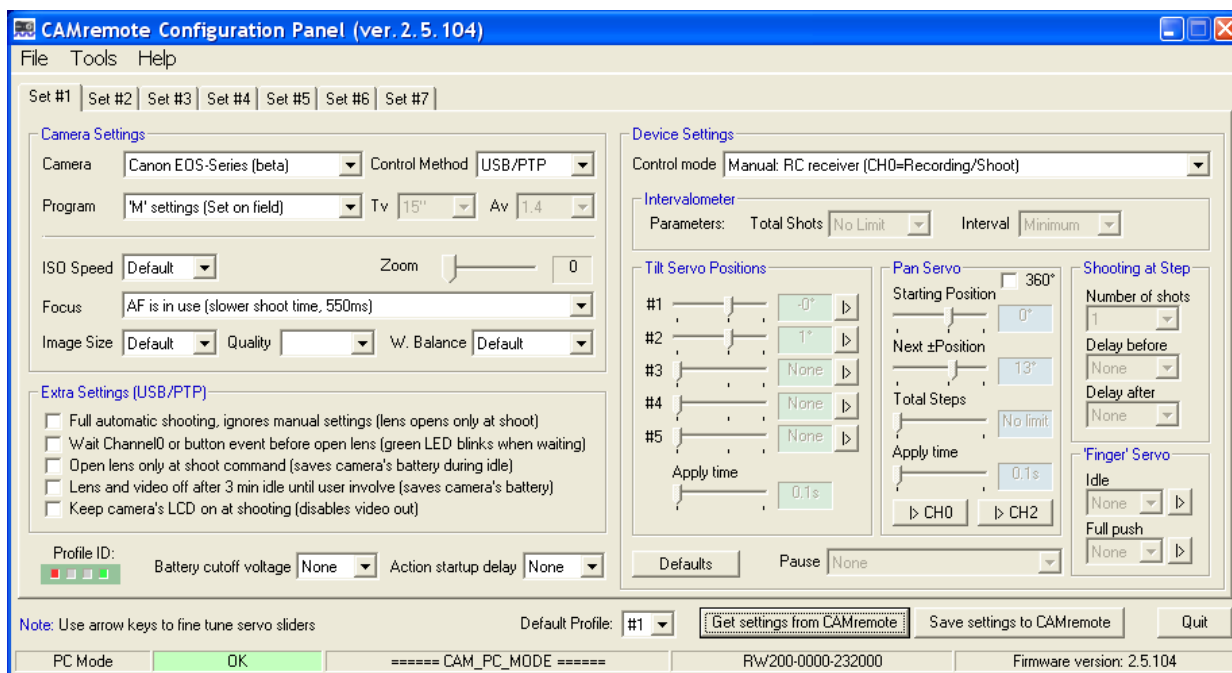 CAMremote Configuration Panel (ver.2.5.104)
File Tools Help
Set #1 Set #2 Set #3 Set #4 Set #5 Set #6 Set #7
Camera Settings
Camera Canon EOS-Series (beta) Control Method USB/PTP
Program 'M' settings (Set on field) Tv 15'' Av 1.4
ISO Speed Default Zoom 0
Focus AF is in use (slower shoot time, 550ms)
Image Size Default Quality W. Balance Default
Extra Settings (USB/PTP)
Full automatic shooting, ignores manual settings (lens opens only at shoot)
Wait Channel0 or button event before open lens (green LED blinks when waiting)
Open lens only at shoot command (saves camera's battery during idle)
Lens and video off after 3 min idle until user involve (saves camera's battery)
Keep camera's LCD on at shooting (disables video out)
Profile ID:
Battery cutoff voltage None Action startup delay None
Device Settings
Control mode Manual: RC receiver (CH0=Recording/Shoot)
Intervalometer
Parameters: Total Shots No Limit Interval Minimum
Tilt Servo Positions
#1 -0°
#2 1°
#3 None
#4 None
#5 None
Apply time
0.1s
Pan Servo
360°
Starting Position
0°
Next ±Position
13°
Total Steps
No limit
Apply time
0.1s
CH0 CH2
Shooting at Step
Number of shots
1
Delay before
None
Delay after
None
'Finger' Servo
Idle
None
Full push
None
Defaults Pause None
Note: Use arrow keys to fine tune servo sliders Default Profile: #1 Get settings from CAMremote Save settings to CAMremote Quit
PC Mode OK ====== CAM_PC_MODE ====== RW200-0000-232000 Firmware version: 2.5.104